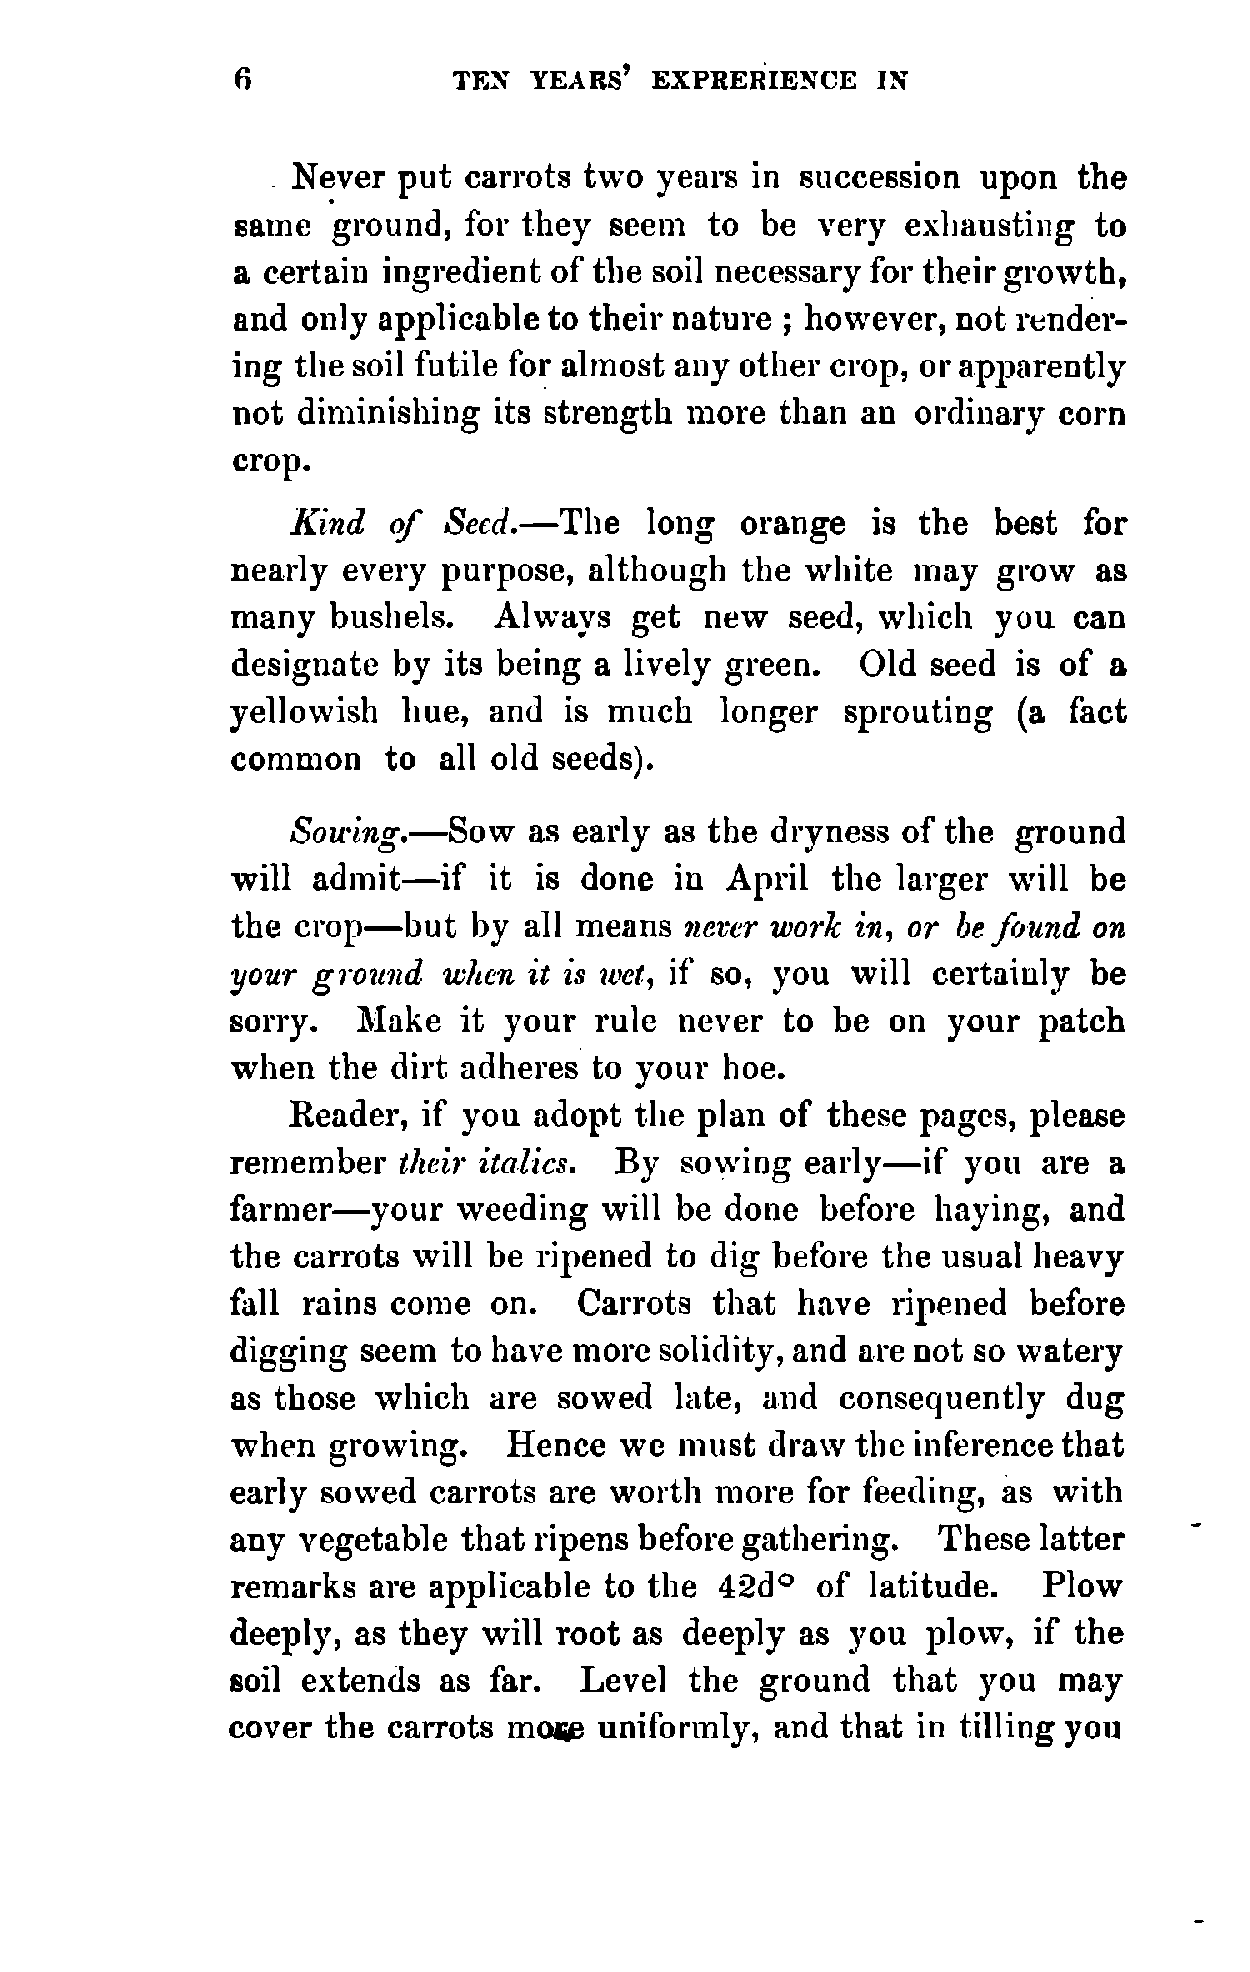 6 TEN YEARS' EXPRERIENCE IN
Never put carrots two years in succession upon the
same ground, for they seem to be very exhausting to
a certain ingredient of the soil necessary for their growth,
and only applicable to their nature ; however, not render-
ing the soil futile for almost any other crop, or apparently
not diminishing its strength more than an ordinary corn
crop.
Kind of Seed.—The long orange is the best for
nearly every purpose, although the white may grow as
many bushels. Always get new seed, which you can
designate by its being a lively green. Old seed is of a
yellowish hue, and is much longer sprouting (a fact
common to all old seeds).
Sowing.—Sow as early as the dryness of the ground
will admit—if it is done in April the larger will be
the crop—but by all means never work in, or be found on
your ground when it is wet, if so, you will certainly be
sorry. Make it your rule never to be on your patch
when the dirt adheres to your hoe.
Reader, if you adopt the plan of these pages, please
remember their italics. By sowing early—if you are a
farmer—your weeding will be done before haying, and
the carrots will be ripened to dig before the usual heavy
fall rains come on. Carrots that have ripened before
digging seem to have more solidity, and are not so watery
as those which are sowed late, and consequently dug
when growing. Hence we must draw the inference that
early sowed carrots are worth more for feeding, as with
any vegetable that ripens before gathering. These latter
remarks are applicable to the 42d° of latitude. Plow
deeply, as they will root as deeply as you plow, if the
soil extends as far. Level the ground that you may
cover the carrots more uniformly, and that in tilling you